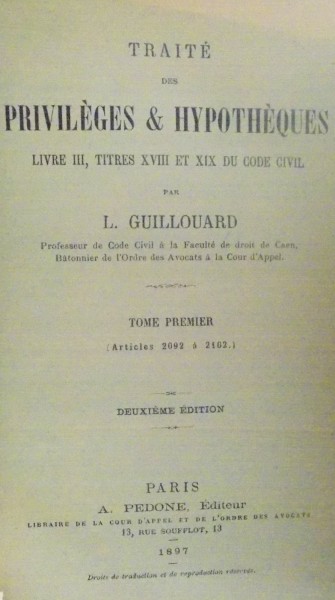 TRAITÉ
DES
PRIVILÈGES & HYPOTHÈQUES
LIVRE III, TITRES XVIII ET XIX DU CODE CIVIL
PAR
L. GUILLOUARD
Professeur de Code Civil à la Faculté de droit de Caen,
Bâtonnier de l'Ordre des Avocats à la Cour d'Appel.
TOME PREMIER
(Articles 2092 à 2102.)
DEUXIÈME ÉDITION
PARIS
A. PEDONE, Éditeur
LIBRAIRE DE LA COUR D'APPEL ET DE L'ORDRE DES AVOCATS
13, RUE SOUFFLOT, 13
1897
Droits de traduction et de reproduction réservés.